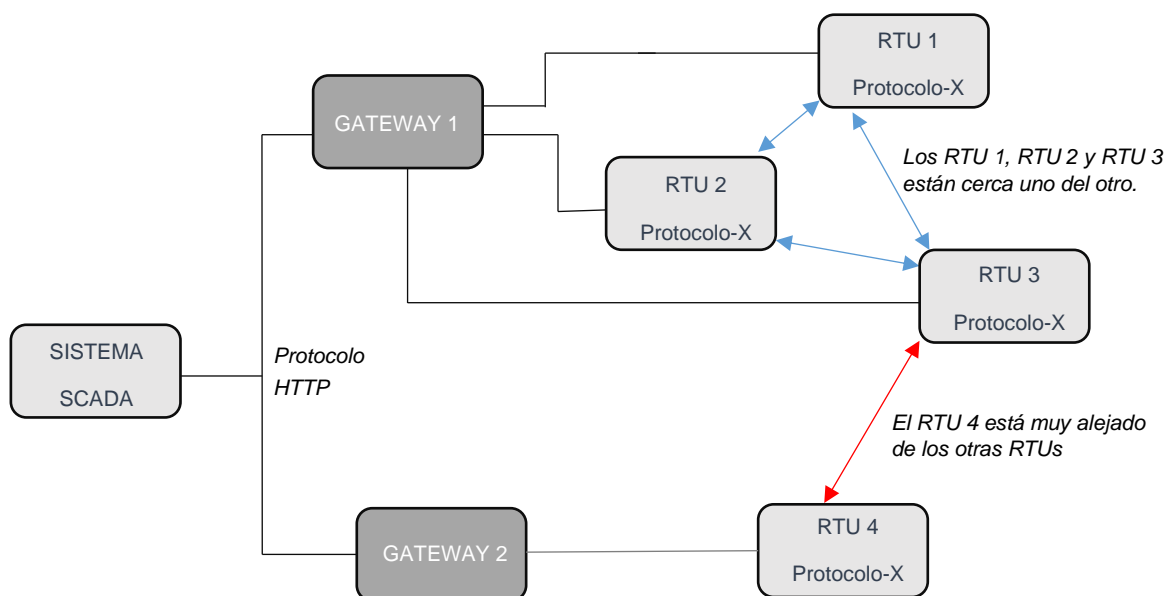 RTU 1
Protocolo-X
GATEWAY 1
Los RTU 1, RTU 2 y RTU 3
están cerca uno del otro.
RTU 2
Protocolo-X
RTU 3
Protocolo-X
SISTEMA
SCADA
Protocolo
HTTP
El RTU 4 está muy alejado
de los otras RTUs
RTU 4
Protocolo-X
GATEWAY 2